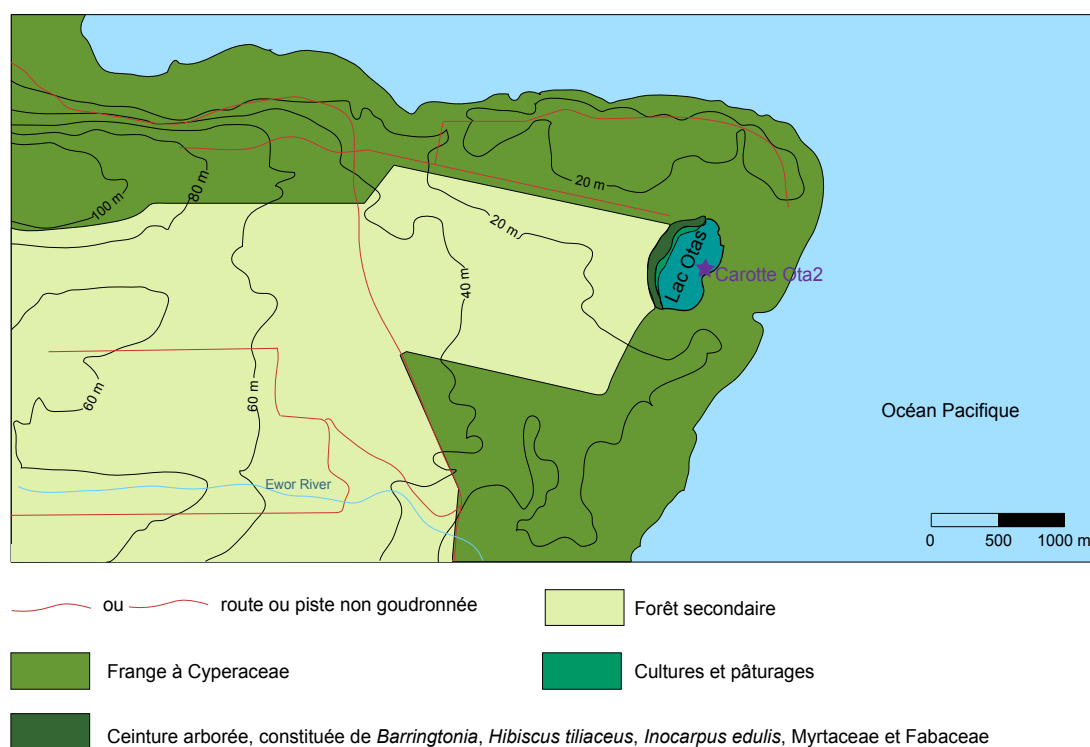 100 m
80 m
20 m
20 m
Lac Otas
Carotte Ota2
40 m
60 m
60 m
Océan Pacifique
Ewor River
0 500 1000 m
ou route ou piste non goudronnée
Forêt secondaire
Frange à Cyperaceae
Cultures et pâturages
Ceinture arborée, constituée de Barringtonia, Hibiscus tiliaceus, Inocarpus edulis, Myrtaceae et Fabaceae